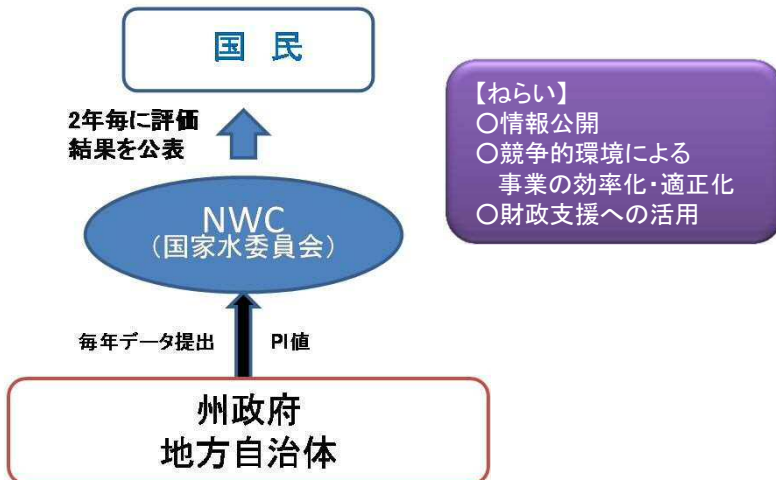 国 民
2年毎に評価
結果を公表
【ねらい】
○情報公開
○競争的環境による
事業の効率化・適正化
○財政支援への活用
NWC
（国家水委員会）
毎年データ提出
PI値
州政府
地方自治体